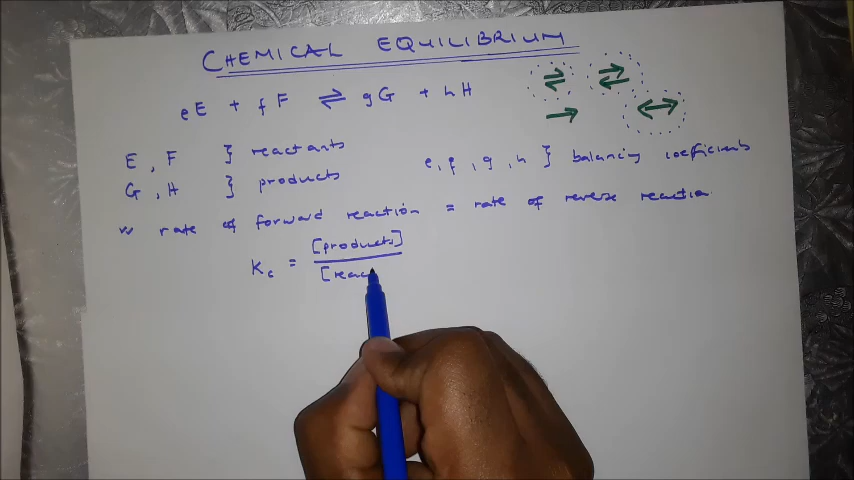 CHEMICAL EQUILIBRIUM
eE + fF ⇌ gG + hH
E, F } reactants
G, H } products
e, f, g, h } balancing coefficients
rate of forward reaction = rate of reverse reaction
Kc = [products]
[reac